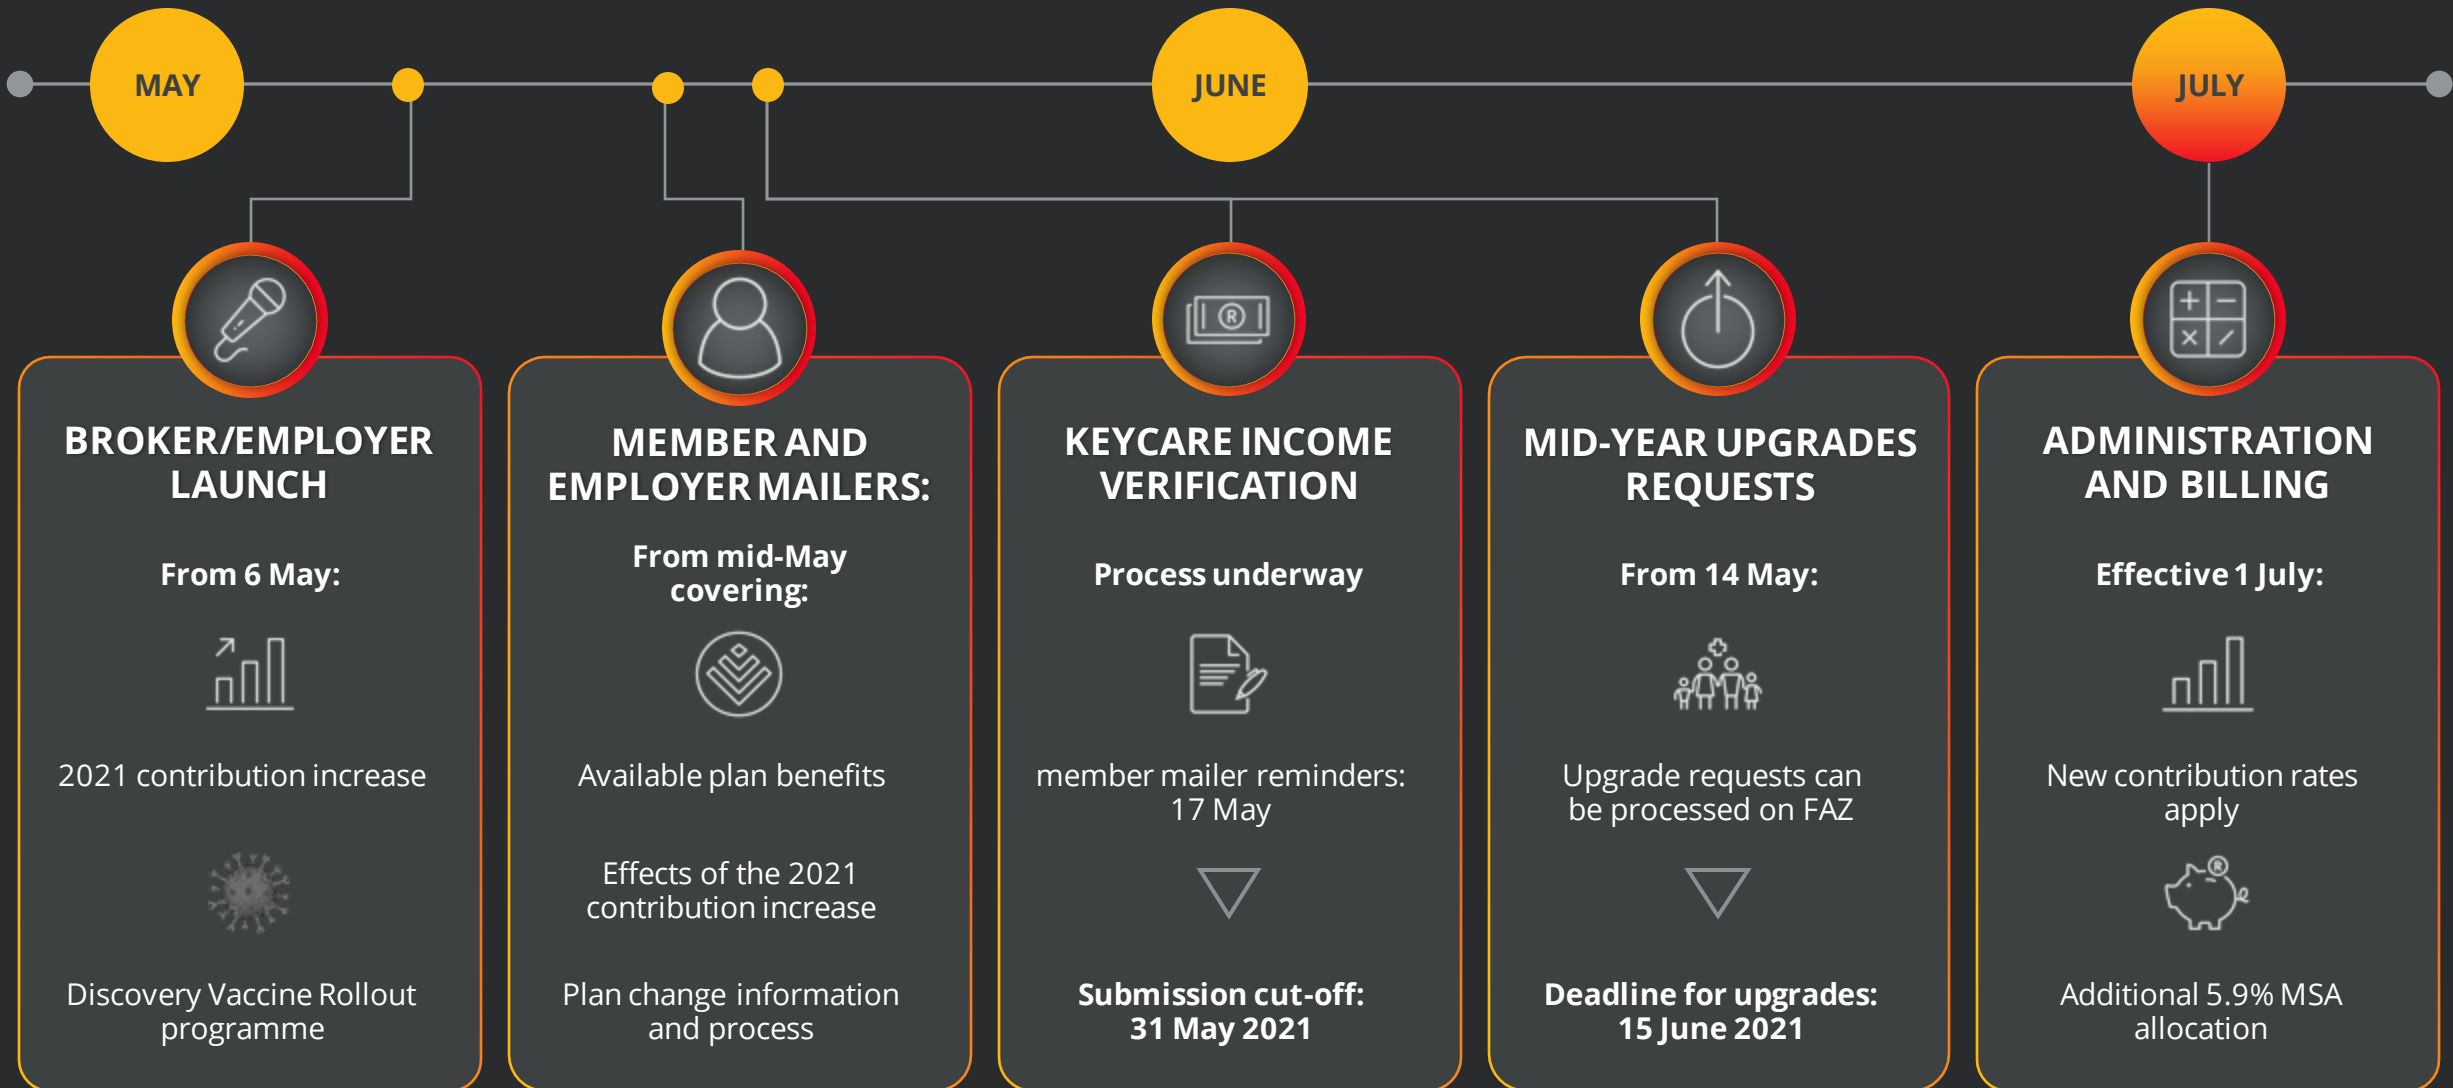 MAY
JUNE
JULY
BROKER/EMPLOYER
LAUNCH
From 6 May:
2021 contribution increase
Discovery Vaccine Rollout
programme
MEMBER AND
EMPLOYER MAILERS:
From mid-May
covering:
Available plan benefits
Effects of the 2021
contribution increase
Plan change information
and process
KEYCARE INCOME
VERIFICATION
Process underway
member mailer reminders:
17 May
Submission cut-off:
31 May 2021
MID-YEAR UPGRADES
REQUESTS
From 14 May:
Upgrade requests can
be processed on FAZ
Deadline for upgrades:
15 June 2021
ADMINISTRATION
AND BILLING
Effective 1 July:
New contribution rates
apply
Additional 5.9% MSA
allocation